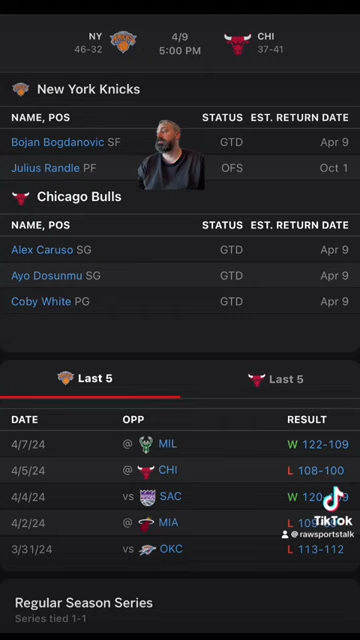 NY 4/9 CHI
46-32 5:00 PM 37-41
New York Knicks
NAME, POS STATUS EST. RETURN DATE
Bojan Bogdanovic SF GTD Apr 9
Julius Randle PF OFS Oct 1
Chicago Bulls
NAME, POS STATUS EST. RETURN DATE
Alex Caruso SG GTD Apr 9
Ayo Dosunmu SG GTD Apr 9
Coby White PG GTD Apr 9
Last 5 Last 5
DATE OPP RESULT
4/7/24 @ MIL W 122-109
4/5/24 @ CHI L 108-100
4/4/24 vs SAC W
4/2/24 @ MIA L
3/31/24 vs OKC L 113-112
TikTok
@ rawsportstalk
Regular Season Series
Series tied 1-1